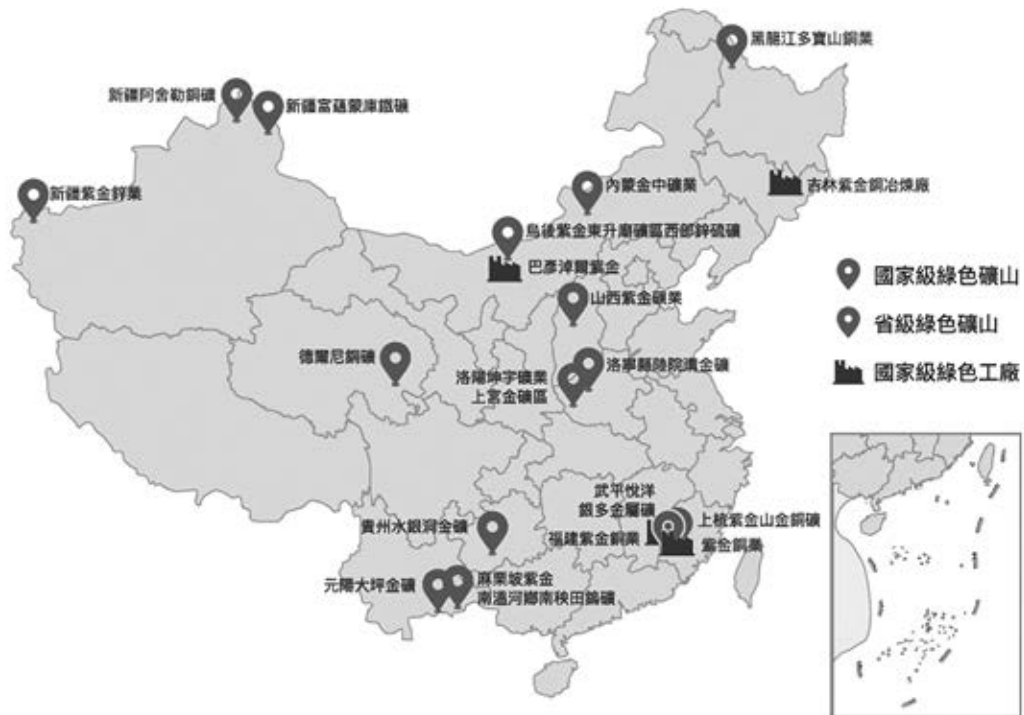 黑龍江多寶山銅業
新疆阿舍勒銅礦
新疆富蘊蒙庫鐵礦
新疆紫金鋅業
內蒙金中礦業
吉林紫金銅冶煉廠
烏後紫金東升廟礦區西部鋅硫礦
巴彥淖爾紫金
山西紫金礦業
德爾尼銅礦
洛陽坤宇礦業
上宮金礦區
洛寧縣陸院溝金礦
國家級綠色礦山
省級綠色礦山
國家級綠色工廠
武平悅洋
銀多金屬礦
上杭紫金山金銅礦
福建紫金銅業
紫金銅業
貴州水銀洞金礦
元陽大坪金礦
麻栗坡紫金
南溫河鄉南秧田鎢礦